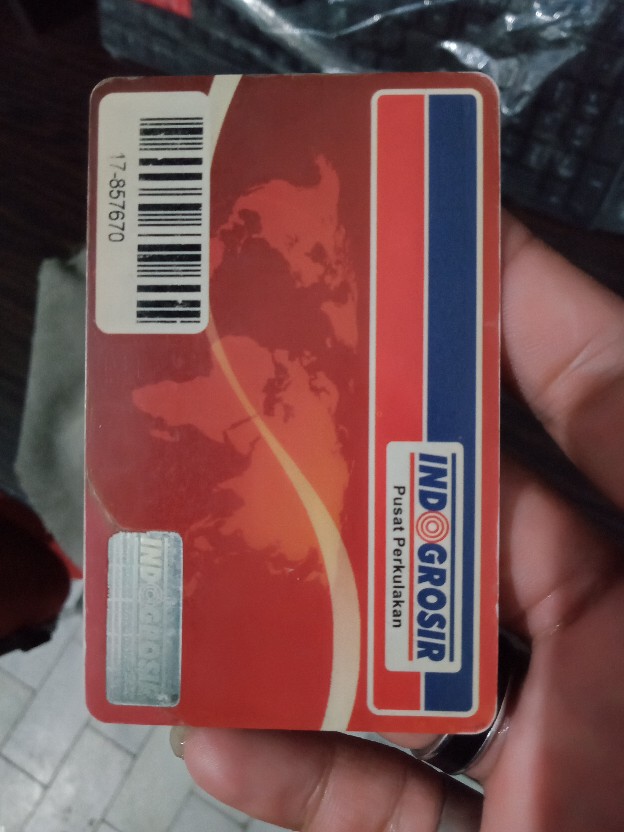 INDOGROSIR
Pusat Perkulakan
17-857670
INDOGROSIR